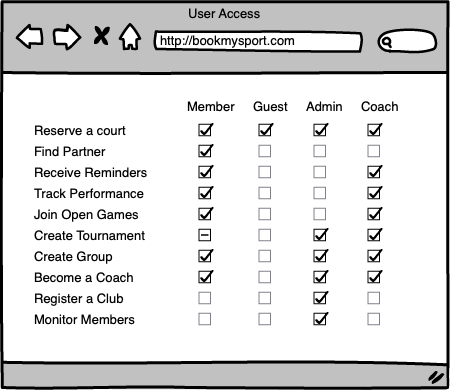 User Access
http://bookmysport.com
Member Guest Admin Coach
Reserve a court
Find Partner
Receive Reminders
Track Performance
Join Open Games
Create Tournament
Create Group
Become a Coach
Register a Club
Monitor Members